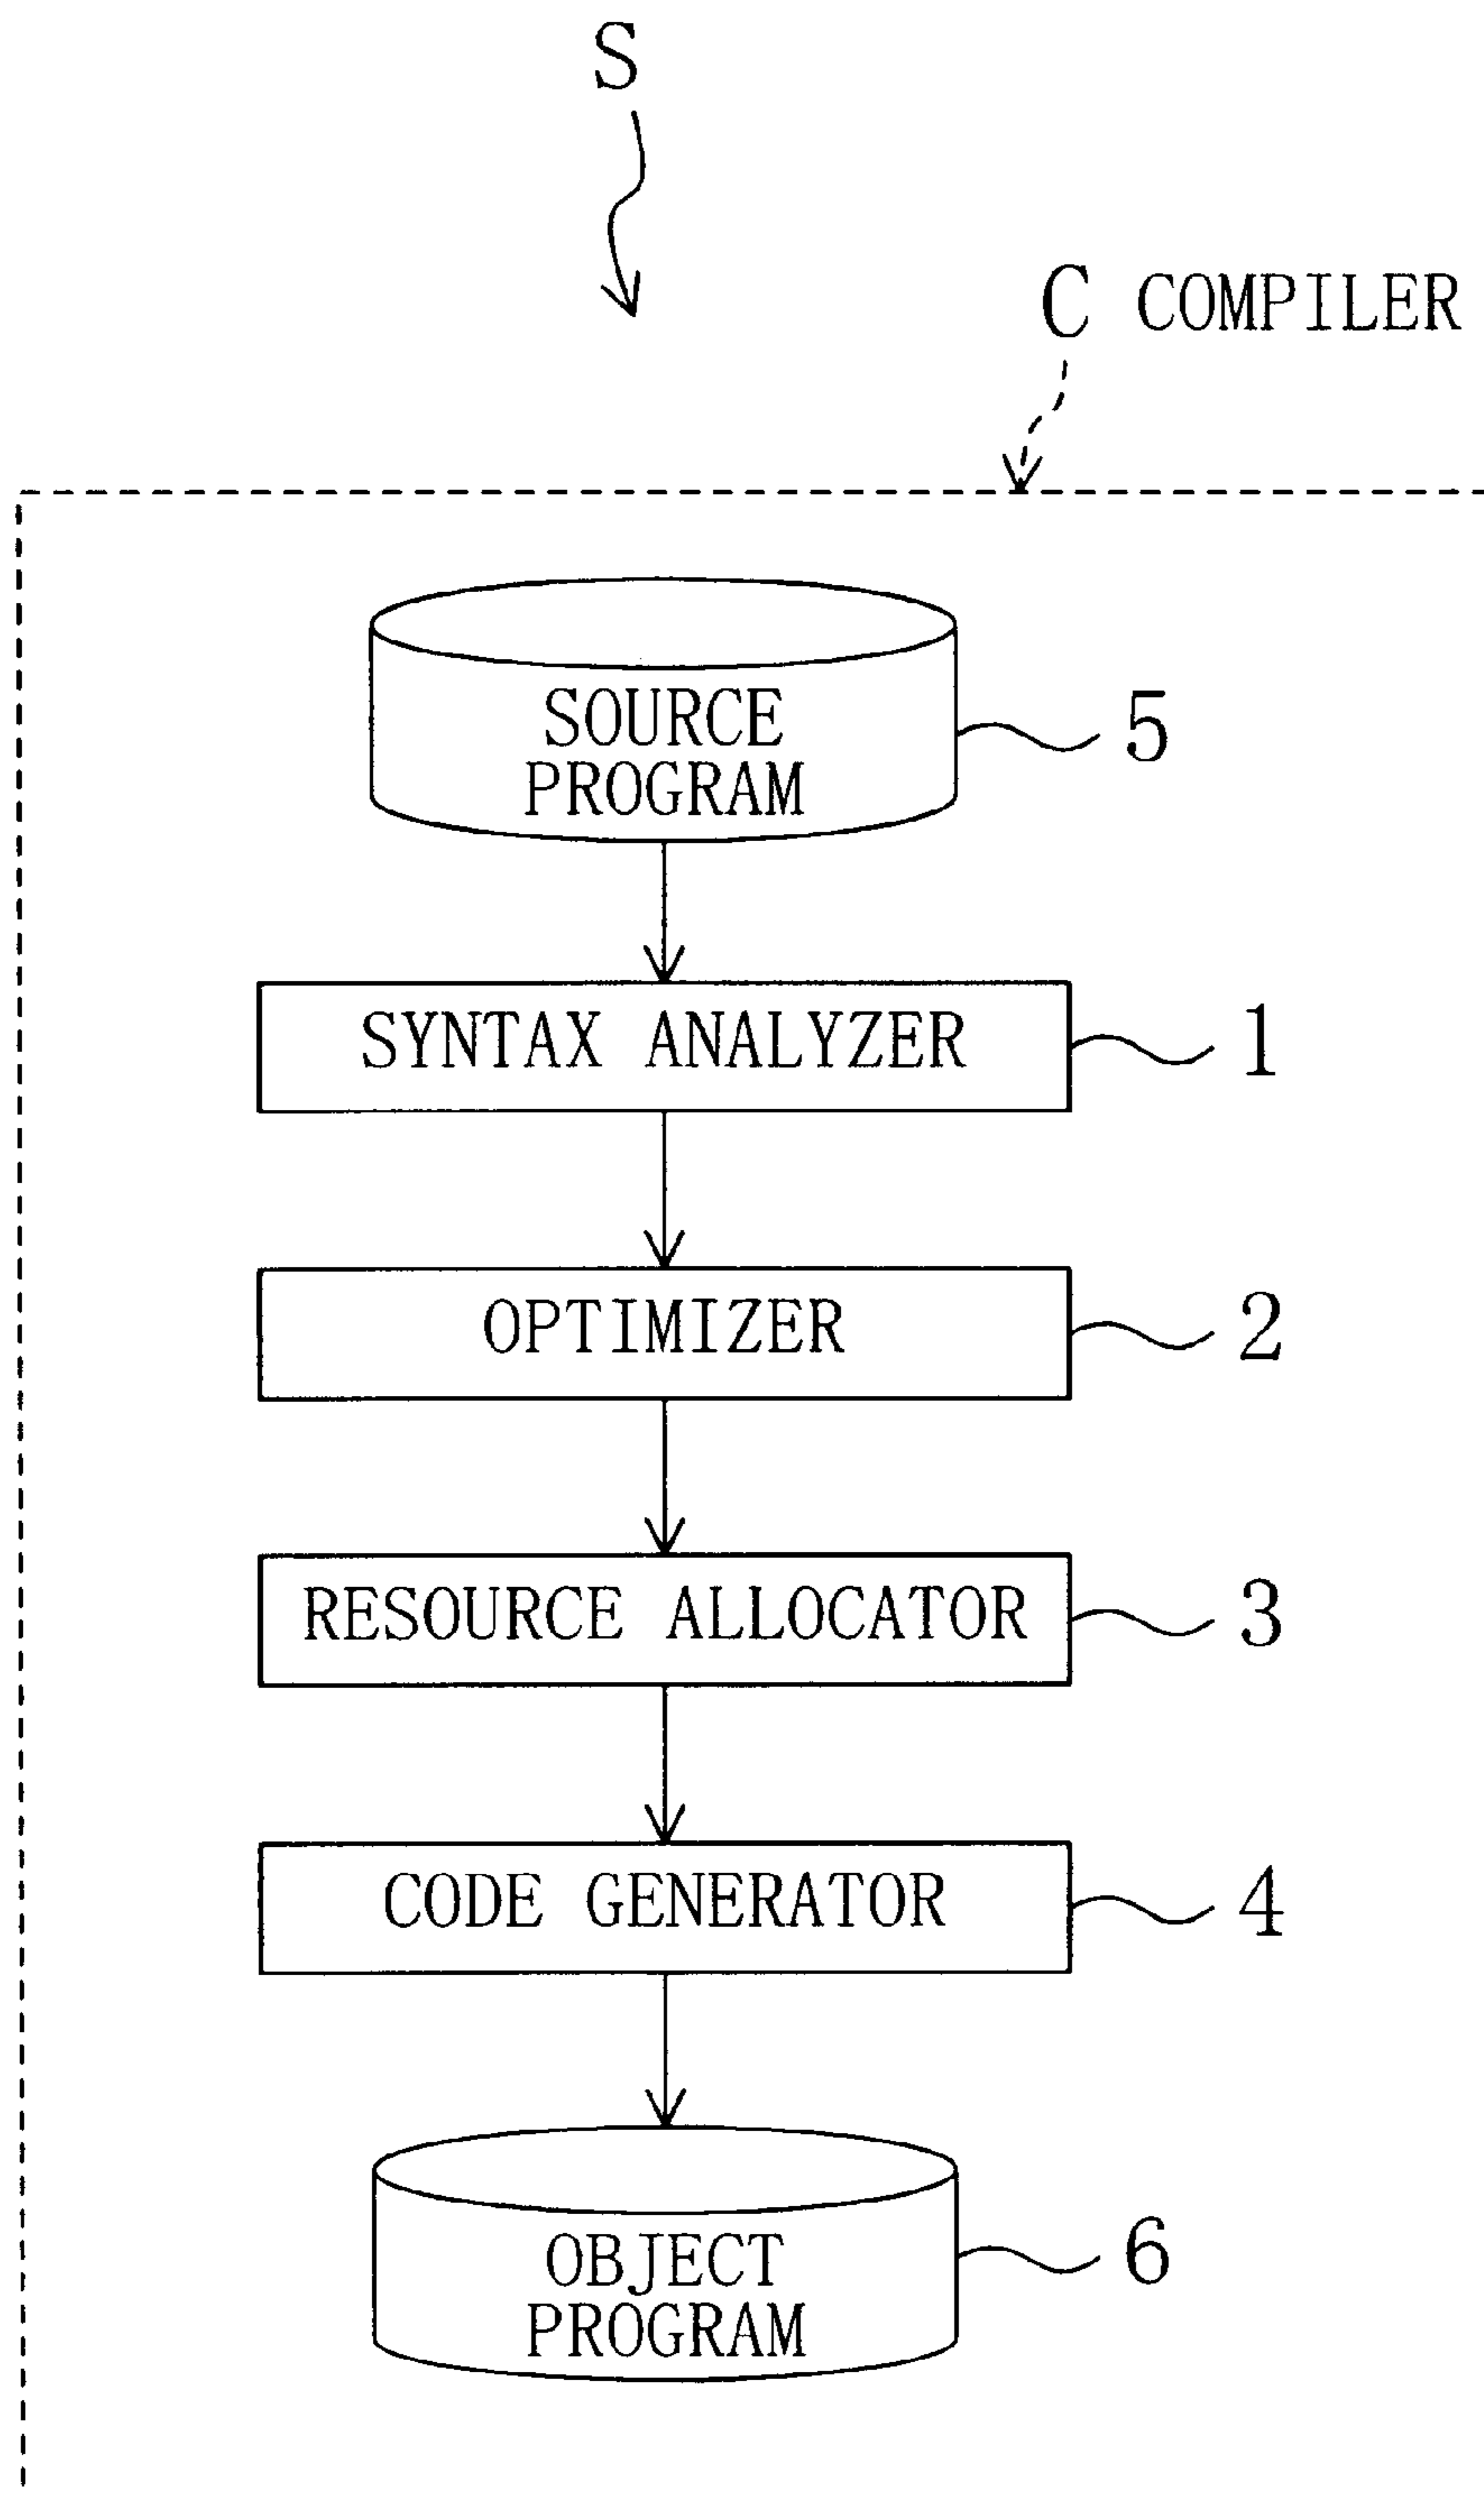 S
C COMPILER
SOURCE
PROGRAM
5
SYNTAX ANALYZER
1
OPTIMIZER
2
RESOURCE ALLOCATOR
3
CODE GENERATOR
4
OBJECT
PROGRAM
6